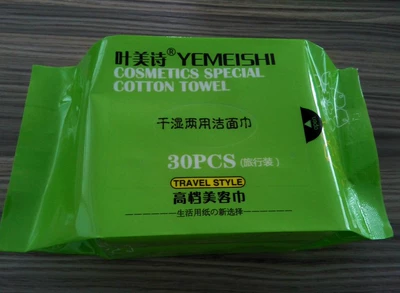 叶美诗®YEMEISHI
COSMETICS SPECIAL
COTTON TOWEL
干湿两用洁面巾
30PCS(旅行装)
TRAVEL STYLE
高档美容巾
——生活用纸の新选择——